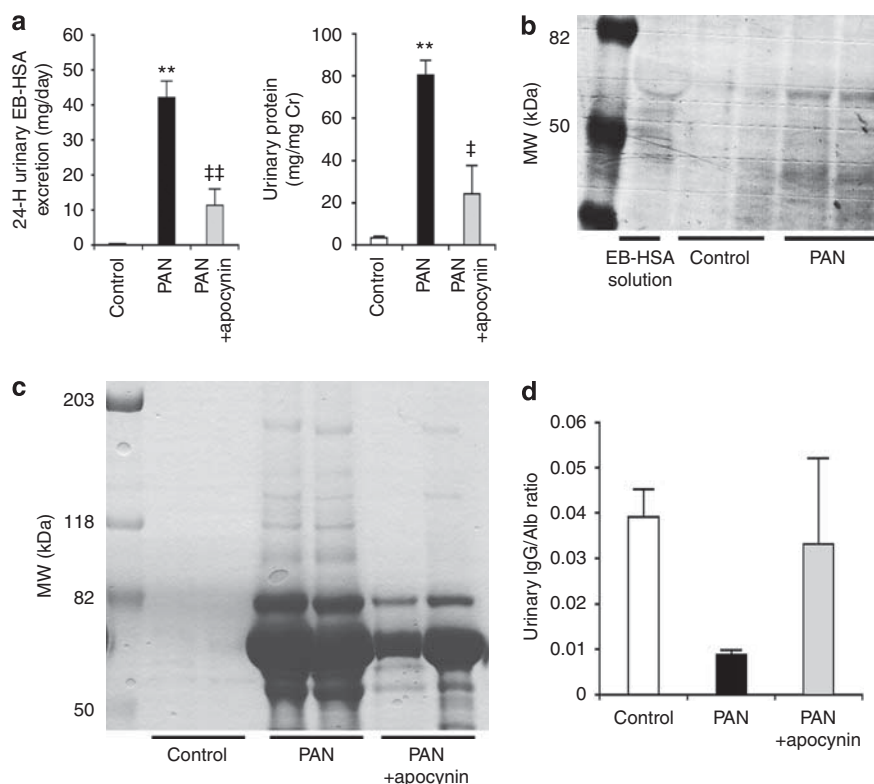 a
24-H urinary EB-HSA
excretion (mg/day)
60
50
40
30
20
10
0
**
‡‡
Control
PAN
PAN
+apocynin
Urinary protein
(mg/mg Cr)
100
80
60
40
20
0
**
‡
Control
PAN
PAN
+apocynin
b
MW (kDa)
82
50
EB-HSA
solution
Control
PAN
c
MW (kDa)
203
118
82
50
Control
PAN
PAN
+apocynin
d
Urinary IgG/Alb ratio
0.06
0.05
0.04
0.03
0.02
0.01
0
Control
PAN
PAN
+apocynin